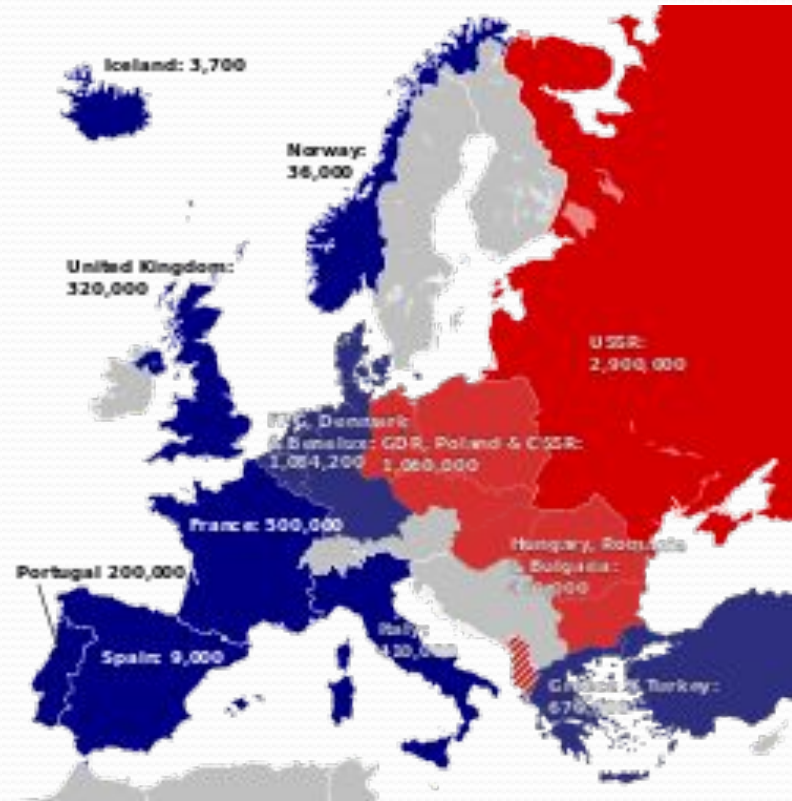 Iceland: 3,700
Norway:
36,000
United Kingdom:
320,000
USSR:
2,900,000
Denmark
& Benelux:
1,084,200
GDR, Poland & CSSR:
1,060,000
France: 500,000
Hungary,
& Bulgaria:
Portugal 200,000
Italy:
Spain: 9,000
& Turkey: